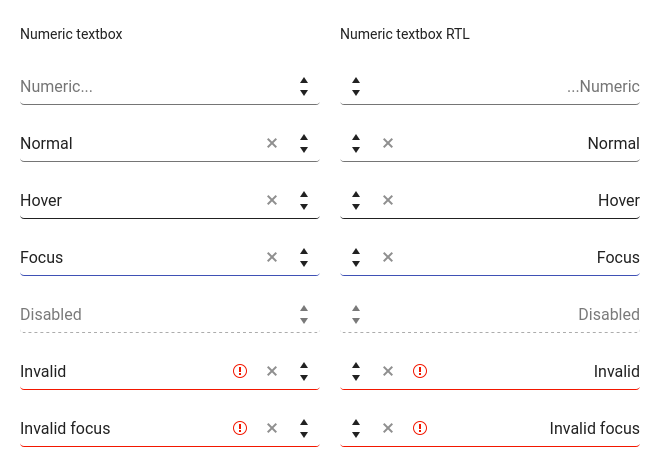 Numeric textbox
Numeric textbox RTL
Numeric...
...Numeric
Normal
Normal
Hover
Hover
Focus
Focus
Disabled
Disabled
Invalid
Invalid
Invalid focus
Invalid focus